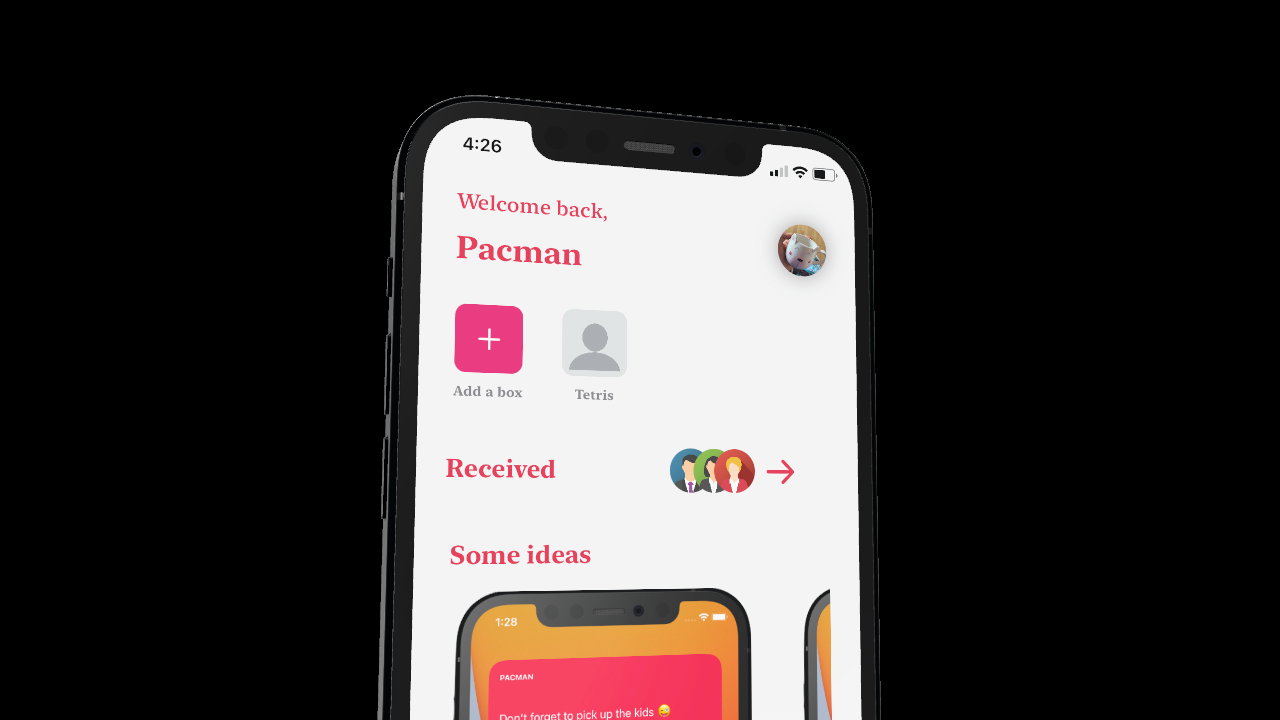 4:26
Welcome back,
Pacman
Add a box
Tetris
Received
Some ideas
1:28
PACMAN
Don't forget to pick up the kids 😜